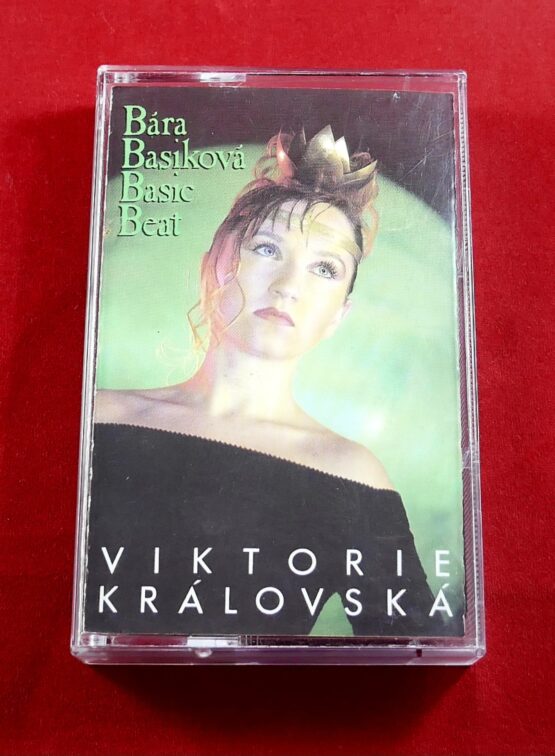 Bára
Basiková
Basic
Beat
VIKTORIE
KRÁLOVSKÁ